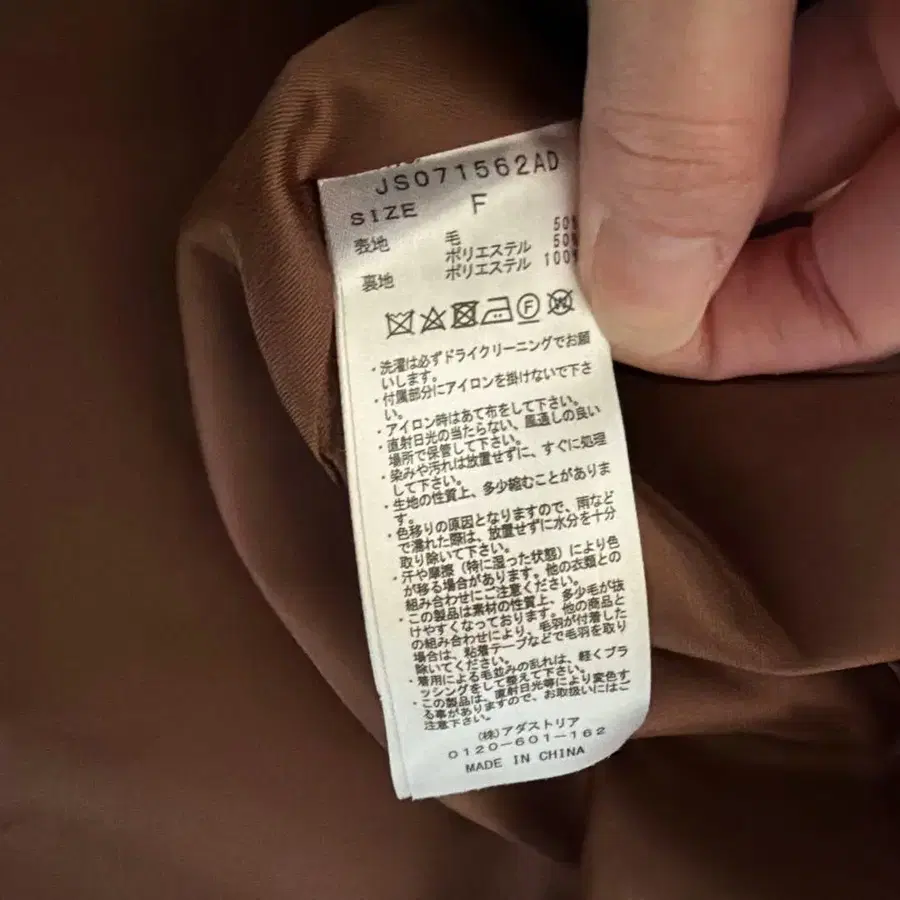 JS071562AD
SIZE F
表地 毛 50%
ポリエステル 50%
裏地 ポリエステル 100%
・洗濯は必ずドライクリーニングでお願
いします。
・付属部分にアイロンを掛けないで下さ
い。
・アイロン時はあて布をして下さい。
・直射日光の当たらない、風通しの良い
場所で保管して下さい。
・染みや汚れは放置せずに、すぐに処理
して下さい。
・生地の性質上、多少縮むことがありま
す。
・色移りの原因となりますので、雨など
で濡れた際は、放置せずに水分を十分
取り除いて下さい。
・汗や摩擦（特に湿った状態）により色
が移る場合があります。他の衣類との
組み合わせにご注意ください。
・この製品は素材の性質上、多少毛が抜
けやすくなっております。他の商品と
の組み合わせにより、毛羽が付着した
場合は、粘着テープなどで毛羽を取り
除いてください。
・着用による毛並みの乱れは、軽くブラ
ッシングをして整えて下さい。
・この製品は、直射日光等により変色す
る事がありますので、お取扱いにはご
注意下さい。
(株)アダストリア
0120-601-162
MADE IN CHINA